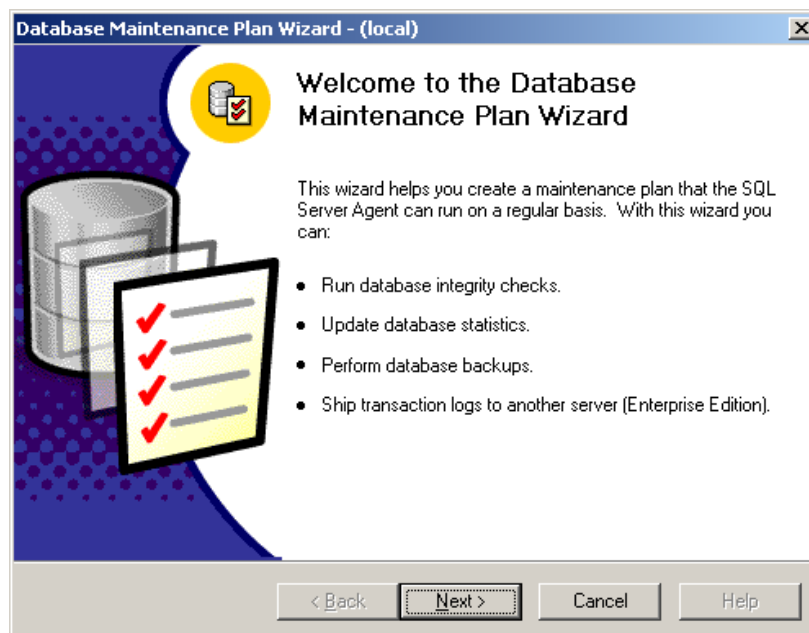 Database Maintenance Plan Wizard - (local)
Welcome to the Database
Maintenance Plan Wizard
This wizard helps you create a maintenance plan that the SQL
Server Agent can run on a regular basis.  With this wizard you
can:
• Run database integrity checks.
• Update database statistics.
• Perform database backups.
• Ship transaction logs to another server (Enterprise Edition).
< Back Next > Cancel Help